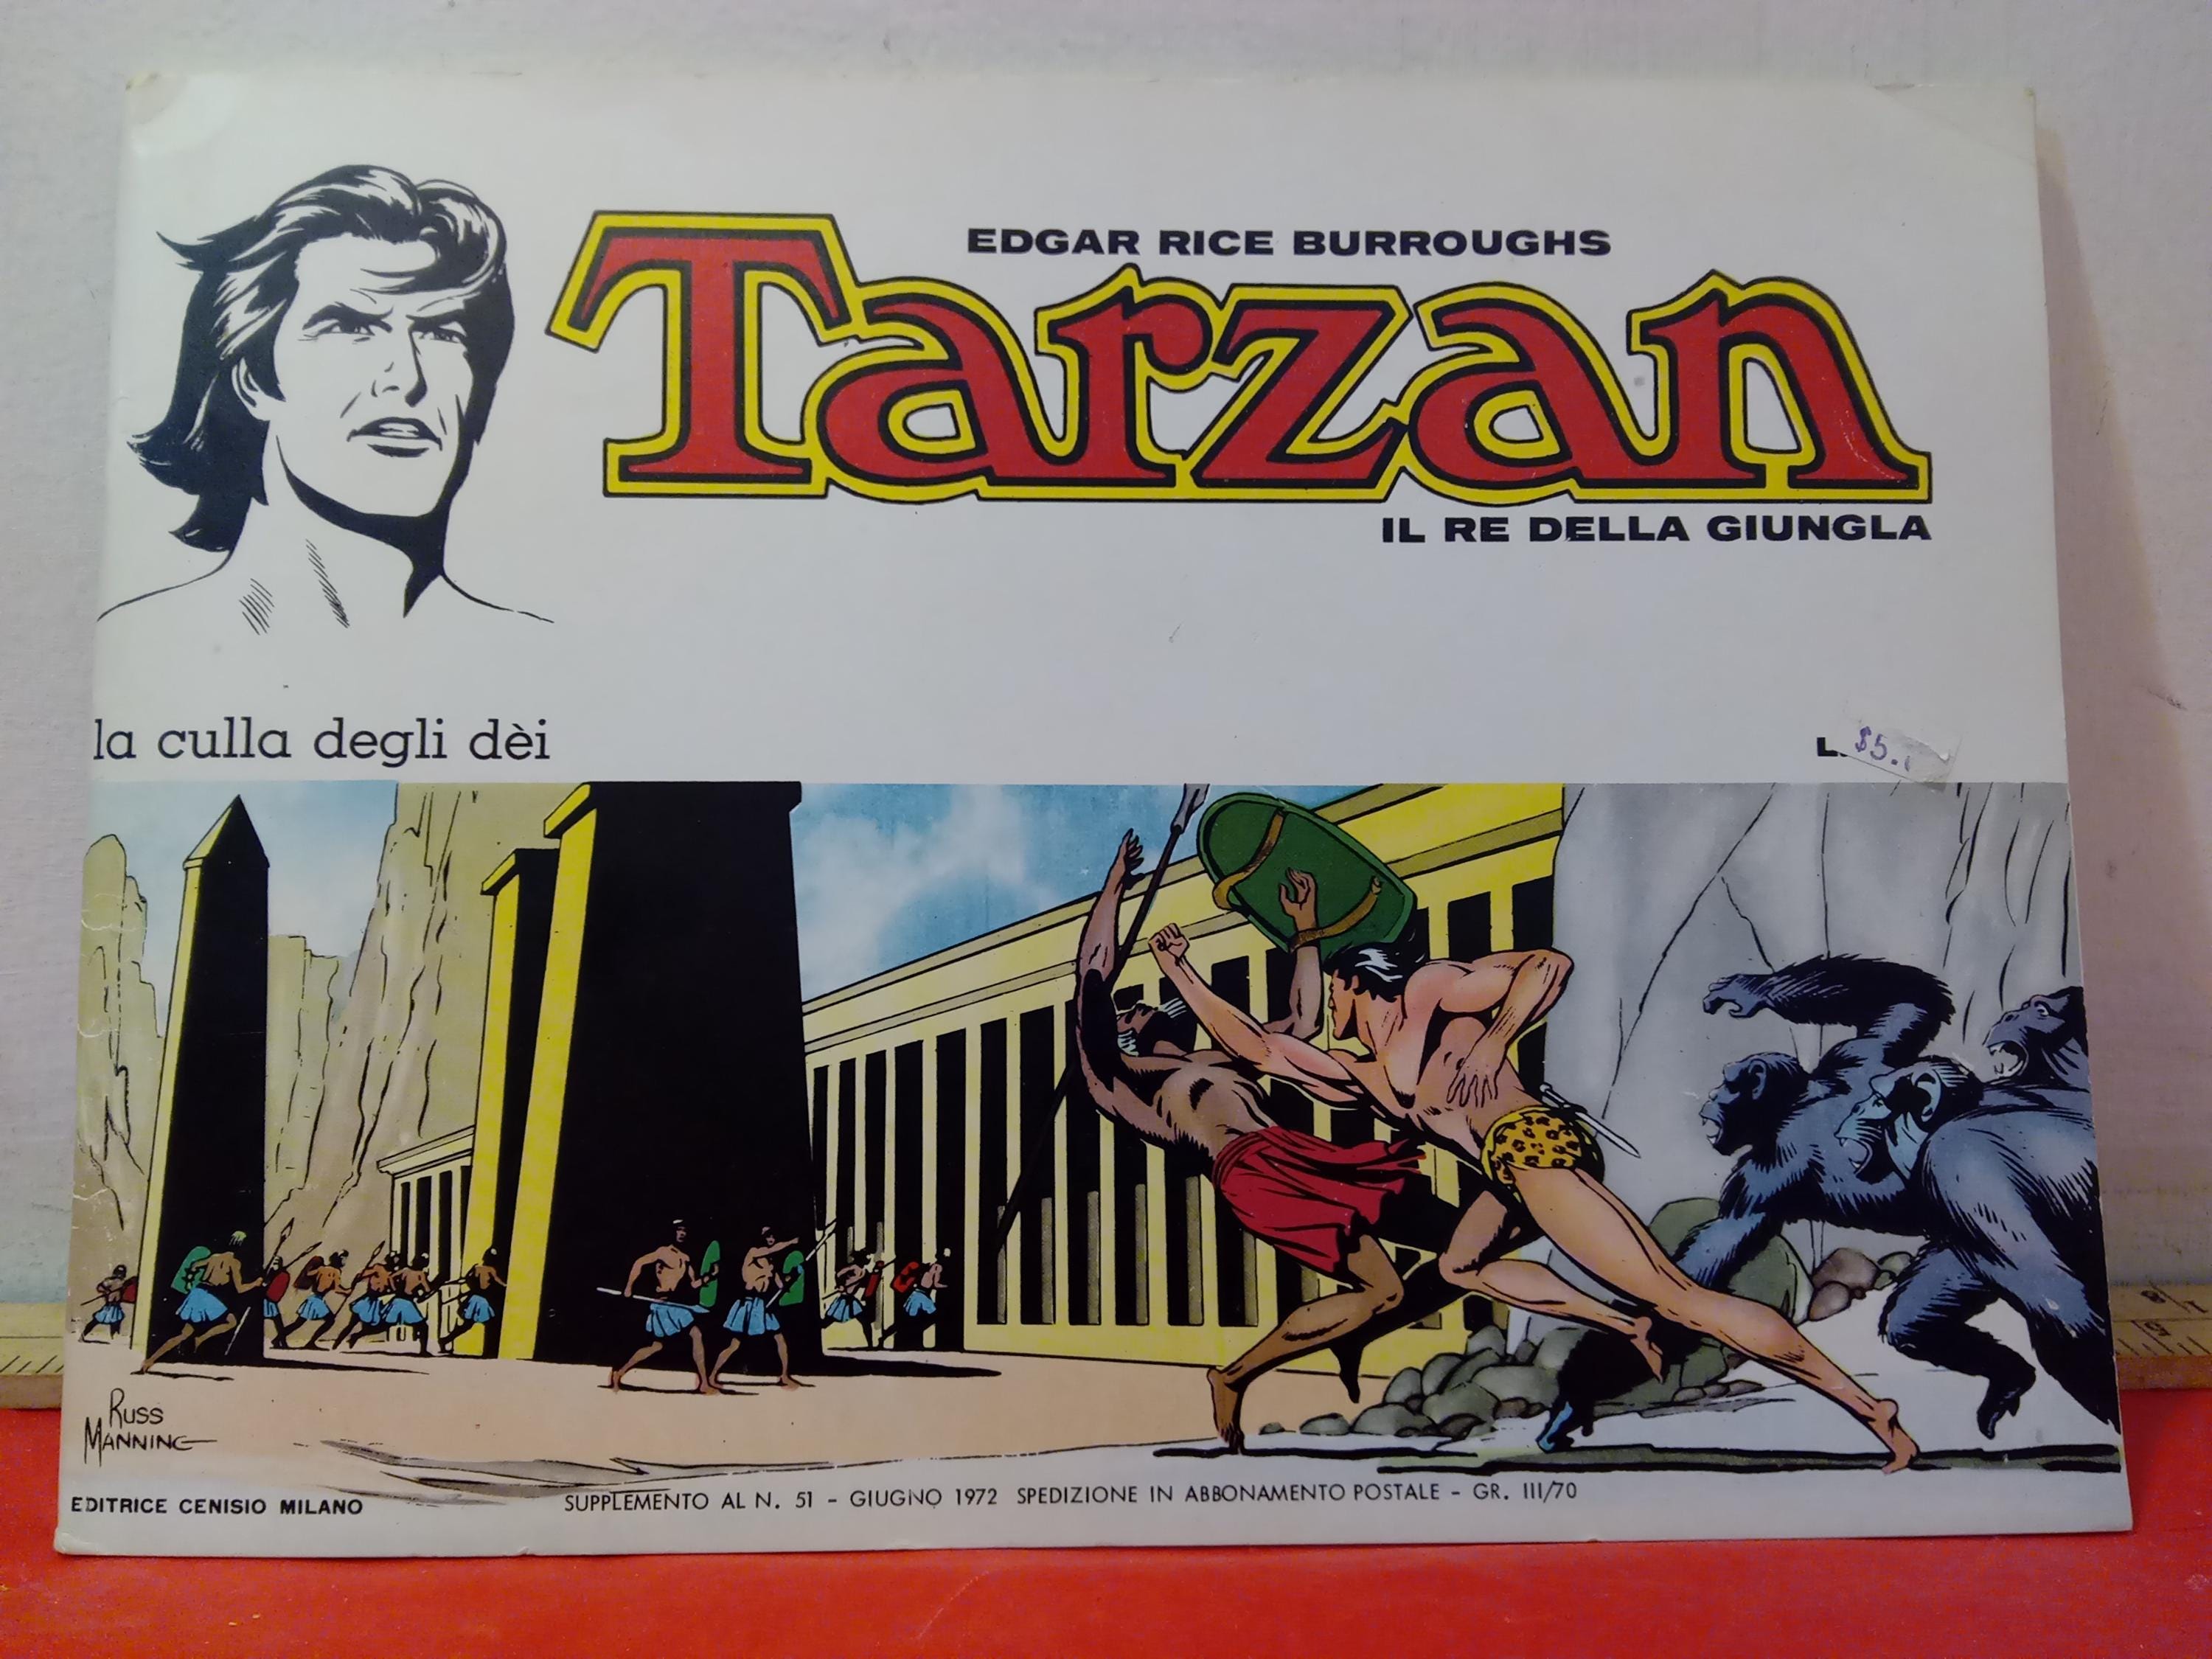 EDGAR RICE BURROUGHS
Tarzan
IL RE DELLA GIUNGLA
la culla degli dèi
L.
$5.
RUSS
MANNING
EDITRICE CENISIO MILANO
SUPPLEMENTO AL N. 51 - GIUGNO 1972 SPEDIZIONE IN ABBONAMENTO POSTALE - GR. III/70